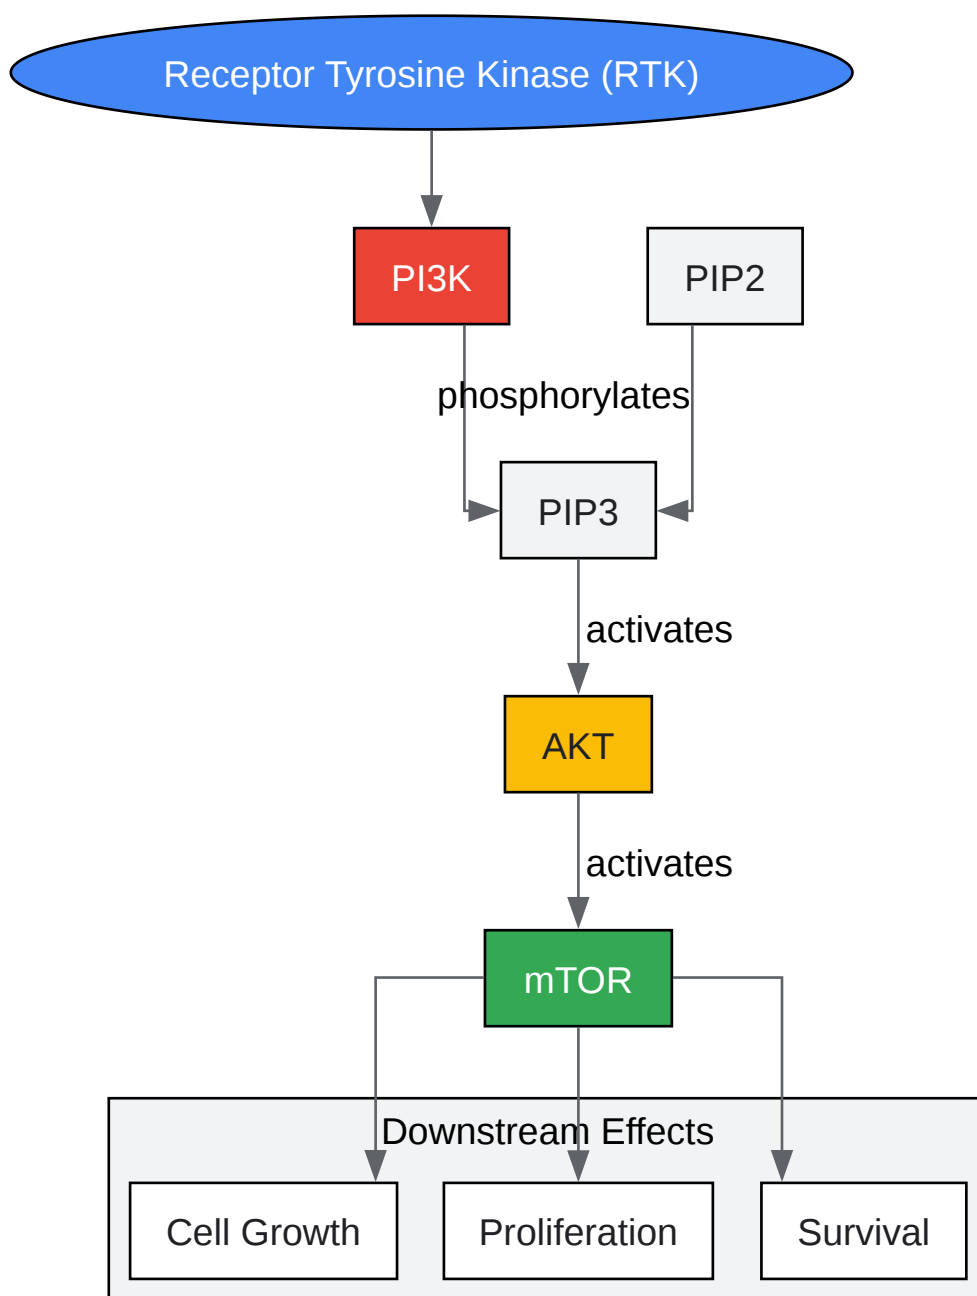 Receptor Tyrosine Kinase (RTK)
PI3K
PIP2
phosphorylates
PIP3
activates
AKT
activates
mTOR
Downstream Effects
Cell Growth
Proliferation
Survival